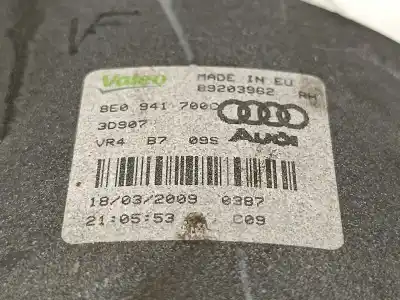 Valeo
MADE IN EU
89203962 RH
8E0 941 700C
3D907
VR4 B7 09S
Audi
18/03/2009 0387
21:05:53 C09